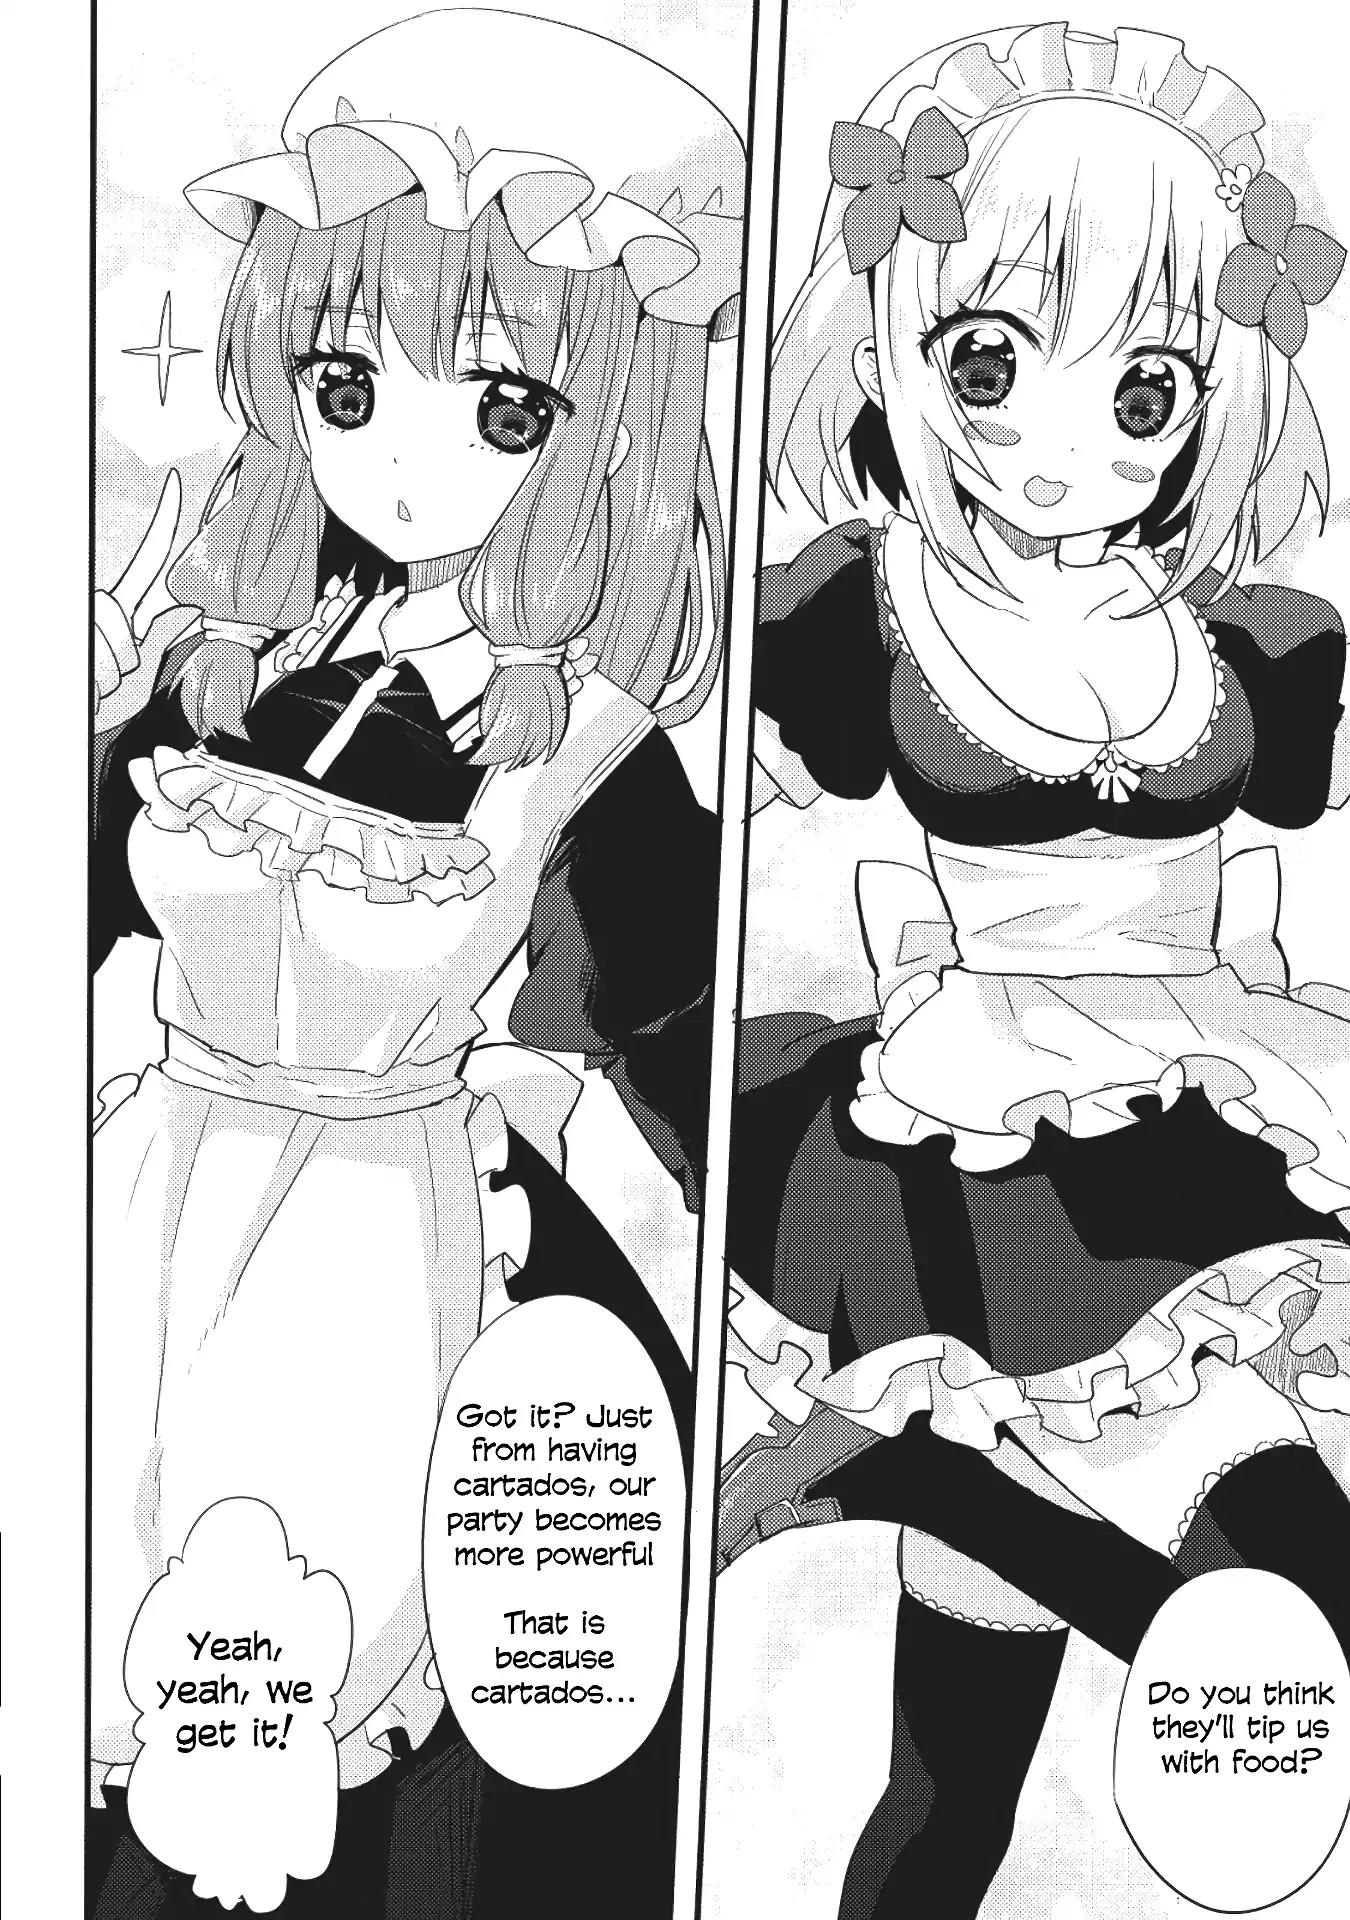 Do you think
they'll tip us
with food?
Got it? Just
from having
cartados, our
party becomes
more powerful
That is
because
cartados...
Yeah,
yeah, we
get it!